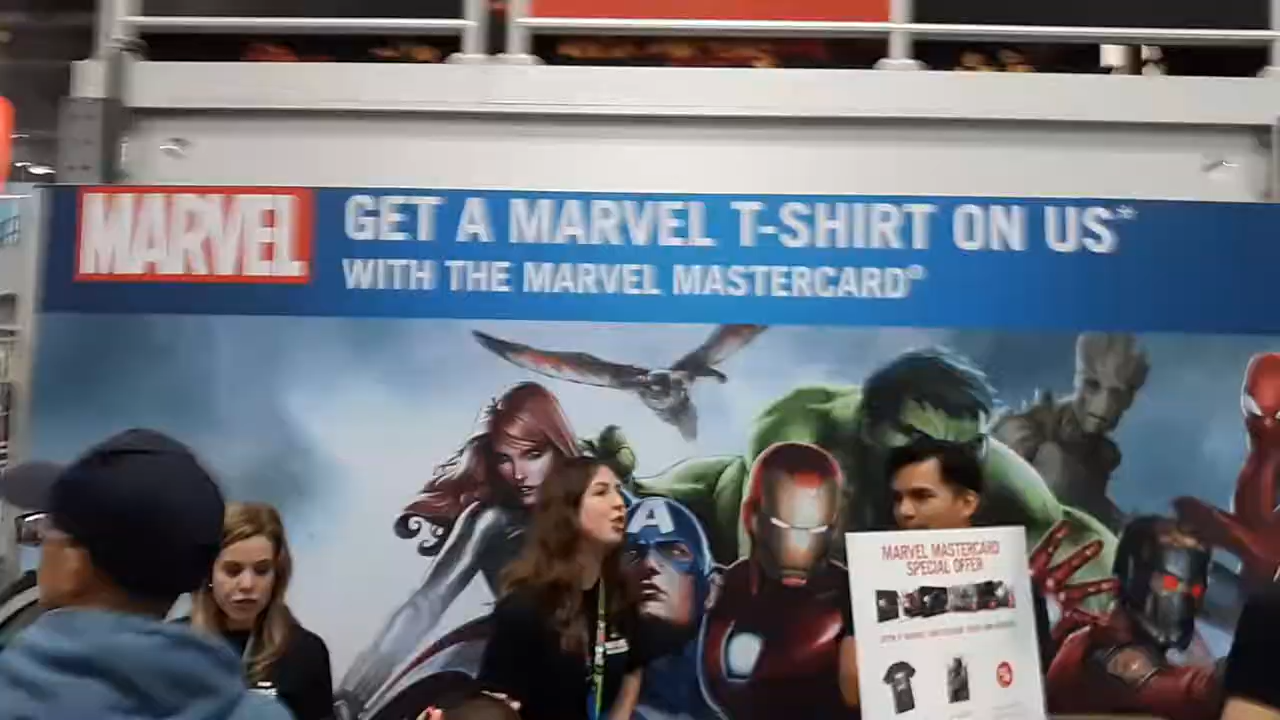 MARVEL
GET A MARVEL T-SHIRT ON US*
WITH THE MARVEL MASTERCARD®
A
MARVEL MASTERCARD
SPECIAL OFFER